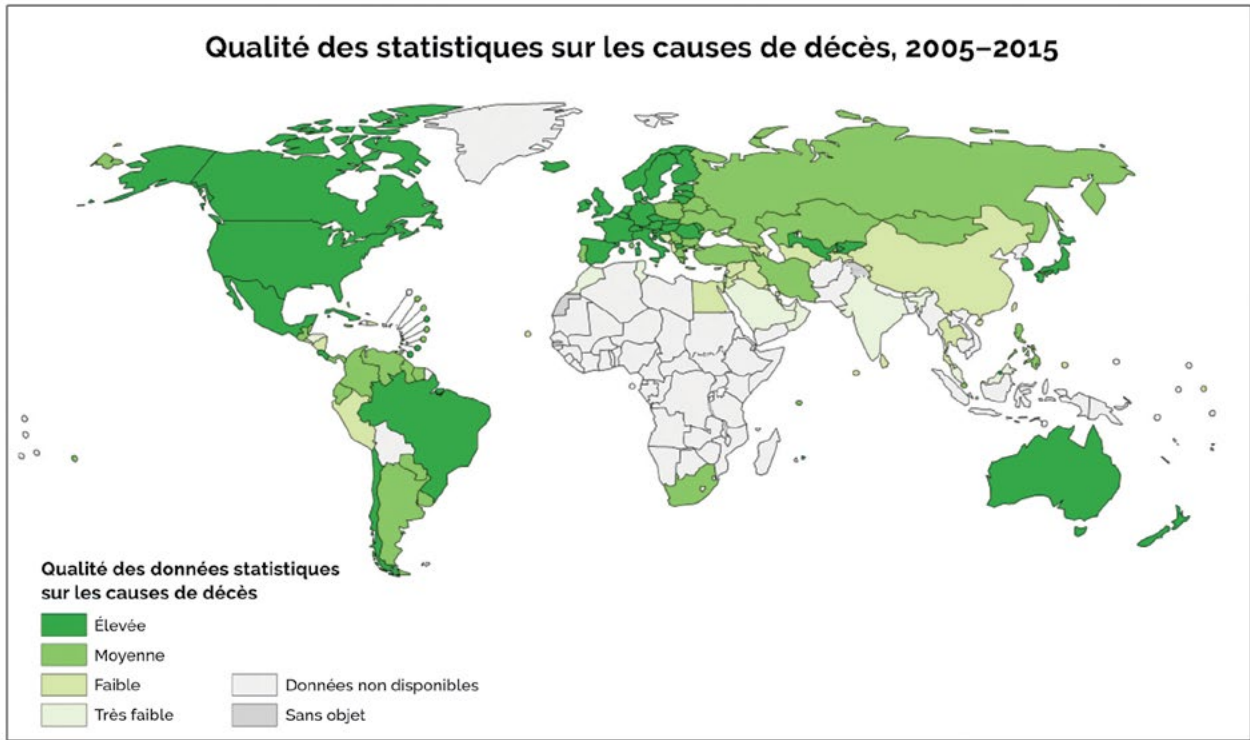 Qualité des statistiques sur les causes de décès, 2005–2015
Qualité des données statistiques
sur les causes de décès
Élevée
Moyenne
Faible
Très faible
Données non disponibles
Sans objet